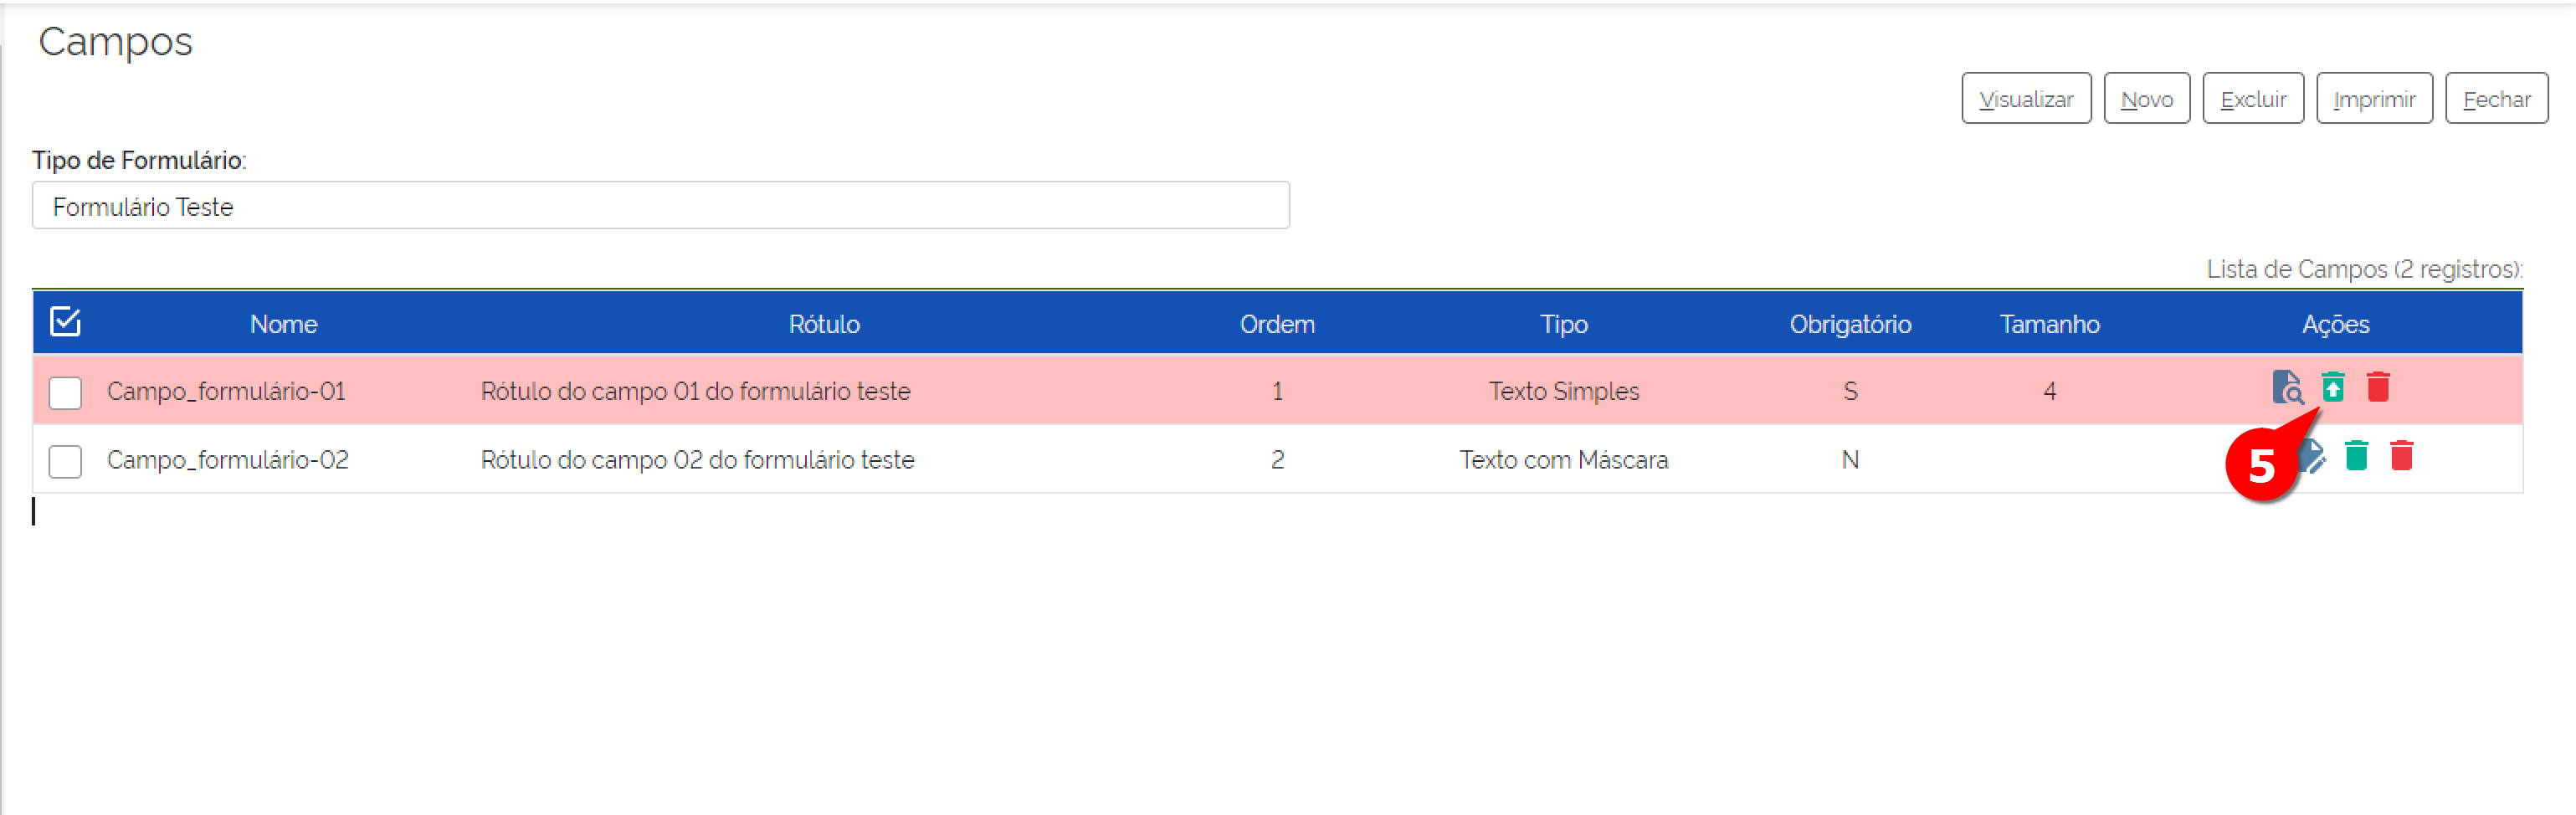 Campos
Visualizar Novo Excluir Imprimir Fechar
Tipo de Formulário:
Formulário Teste
Lista de Campos (2 registros):
Nome Rótulo Ordem Tipo Obrigatório Tamanho Ações
Campo_formulário-01 Rótulo do campo 01 do formulário teste 1 Texto Simples S 4
Campo_formulário-02 Rótulo do campo 02 do formulário teste 2 Texto com Máscara N
5